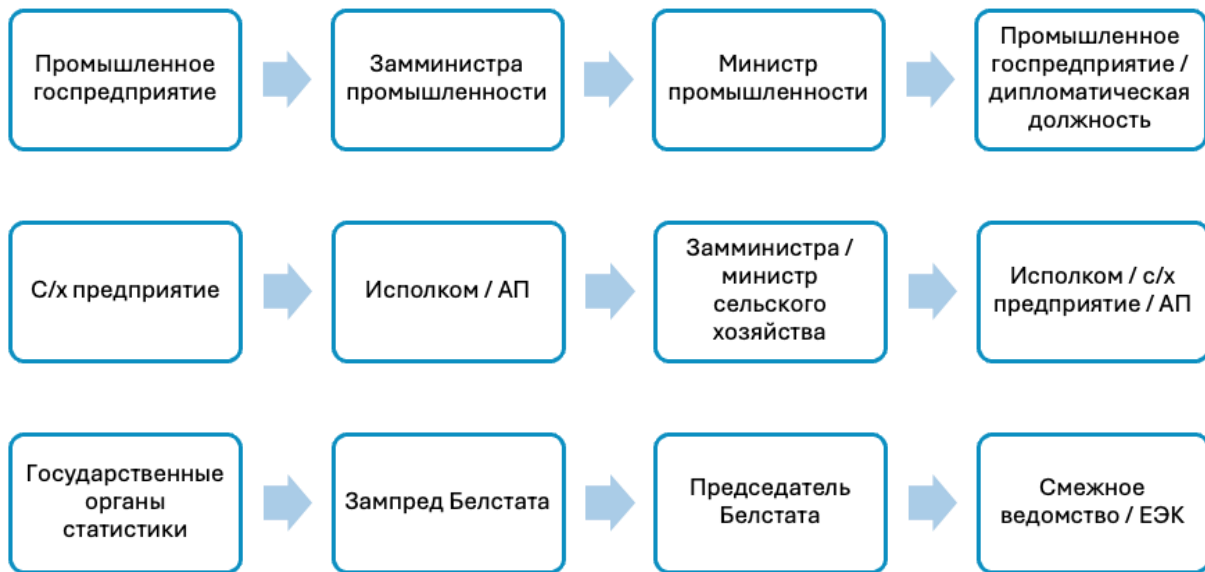 Промышленное
госпредприятие
Замминистра
промышленности
Министр
промышленности
Промышленное
госпредприятие /
дипломатическая
должность
С/х предприятие
Исполком / АП
Замминистра /
министр
сельского
хозяйства
Исполком / с/х
предприятие / АП
Государственные
органы
статистики
Зампред Белстата
Председатель
Белстата
Смежное
ведомство / ЕЭК